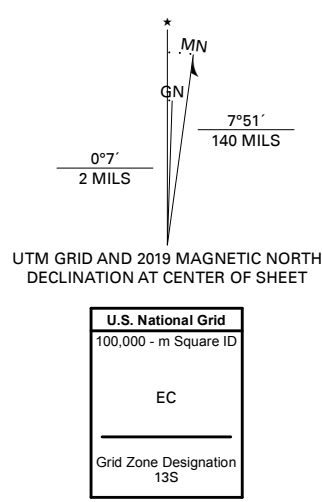 ★
MN
GN
7°51´
140 MILS
0°7´
2 MILS
UTM GRID AND 2019 MAGNETIC NORTH
DECLINATION AT CENTER OF SHEET
U.S. National Grid
100,000 - m Square ID
EC
Grid Zone Designation
13S